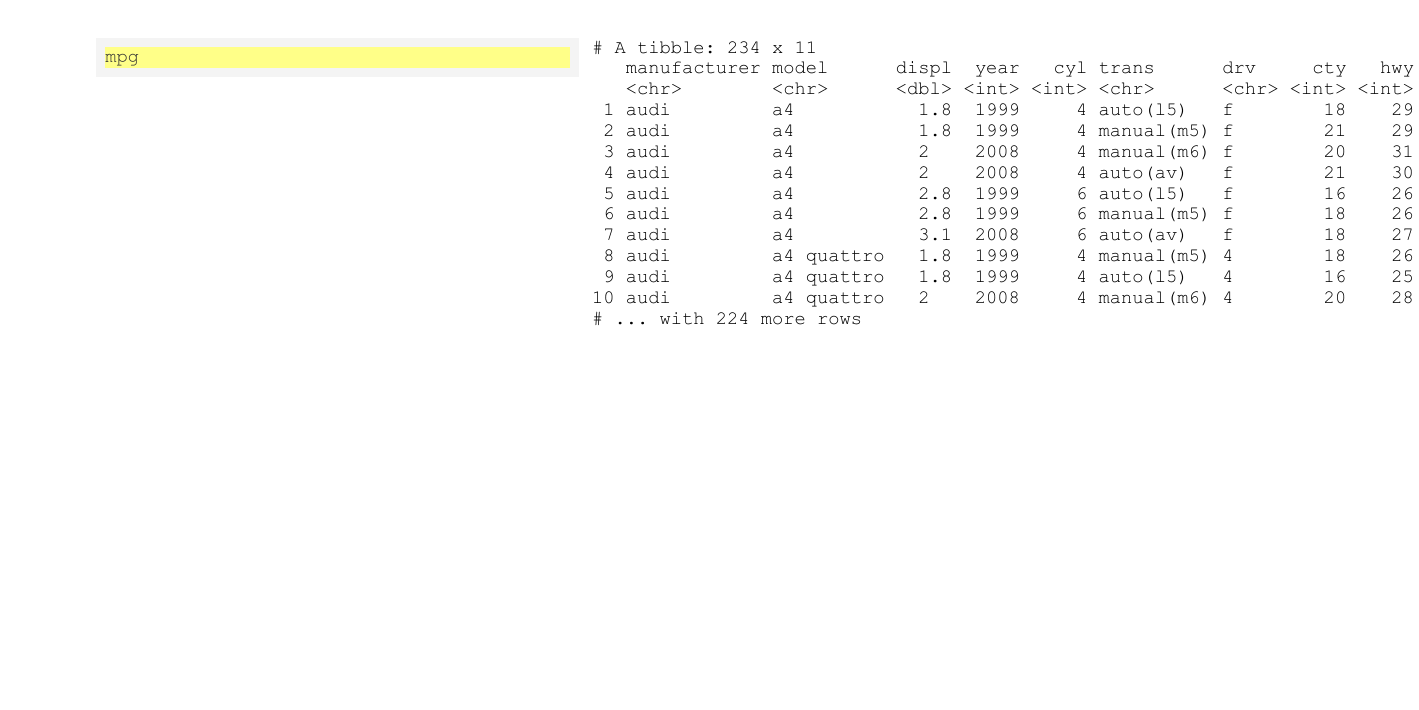 mpg
# A tibble: 234 x 11
   manufacturer model      displ  year   cyl trans      drv     cty   hwy
   <chr>        <chr>      <dbl> <int> <int> <chr>      <chr> <int> <int>
 1 audi         a4           1.8  1999     4 auto(l5)   f        18    29
 2 audi         a4           1.8  1999     4 manual(m5) f        21    29
 3 audi         a4           2    2008     4 manual(m6) f        20    31
 4 audi         a4           2    2008     4 auto(av)   f        21    30
 5 audi         a4           2.8  1999     6 auto(l5)   f        16    26
 6 audi         a4           2.8  1999     6 manual(m5) f        18    26
 7 audi         a4           3.1  2008     6 auto(av)   f        18    27
 8 audi         a4 quattro   1.8  1999     4 manual(m5) 4        18    26
 9 audi         a4 quattro   1.8  1999     4 auto(l5)   4        16    25
10 audi         a4 quattro   2    2008     4 manual(m6) 4        20    28
# ... with 224 more rows